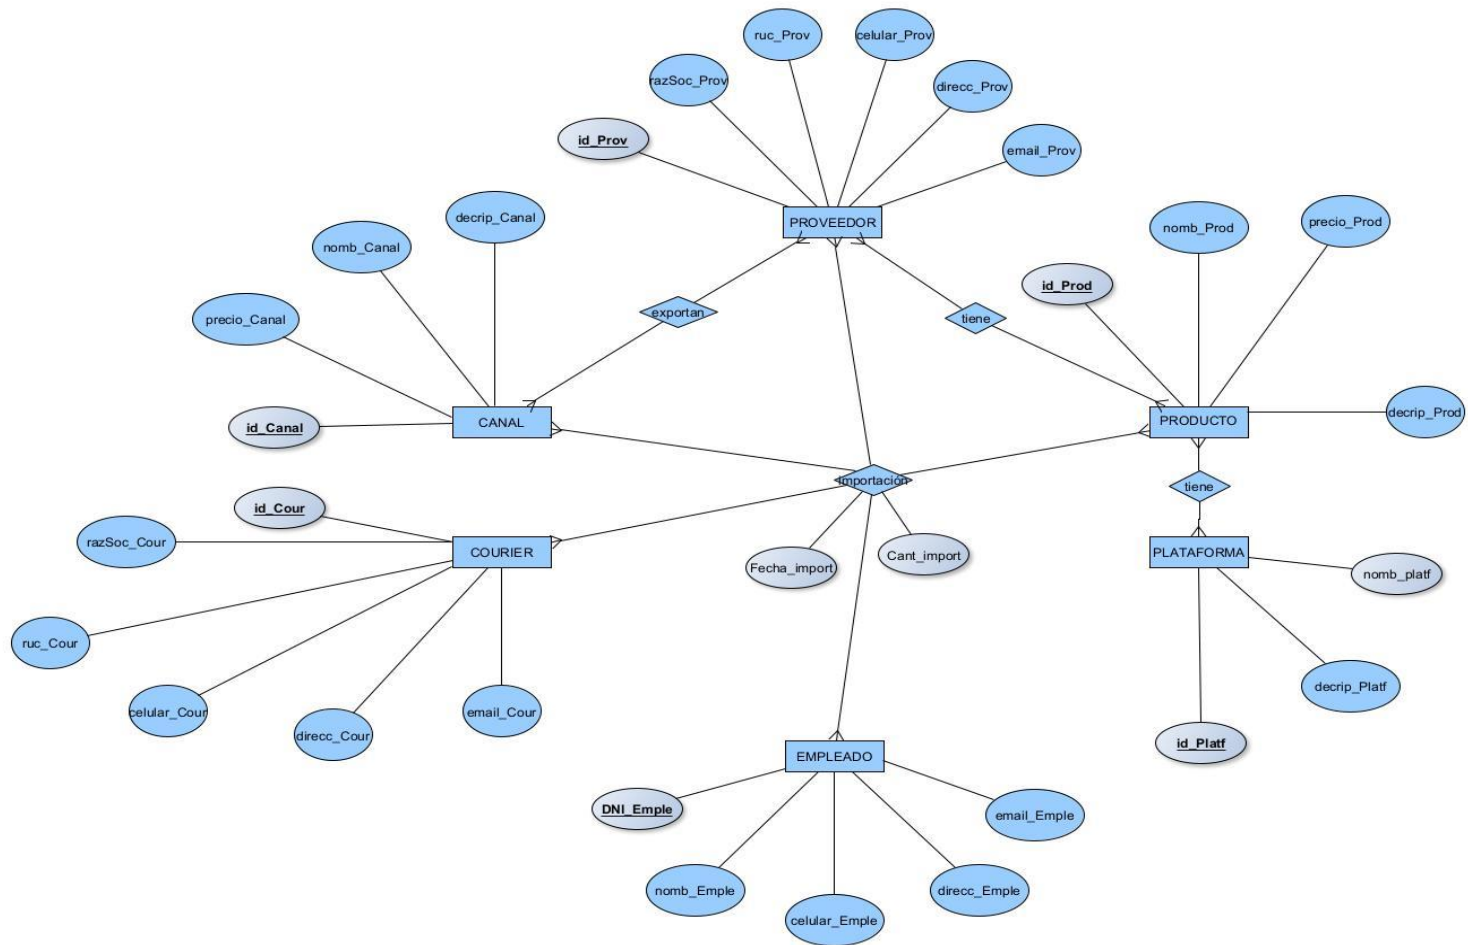 ruc_Prov
celular_Prov
razSoc_Prov
direcc_Prov
id_Prov
email_Prov
decrip_Canal
PROVEEDOR
nomb_Prod
precio_Prod
nomb_Canal
id_Prod
precio_Canal
exportan
tiene
decrip_Prod
id_Canal
CANAL
PRODUCTO
Importación
tiene
id_Cour
razSoc_Cour
COURIER
Fecha_import
Cant_import
PLATAFORMA
nomb_platf
ruc_Cour
decrip_Platf
celular_Cour
direcc_Cour
email_Cour
id_Platf
EMPLEADO
DNI_Emple
email_Emple
nomb_Emple
direcc_Emple
celular_Emple